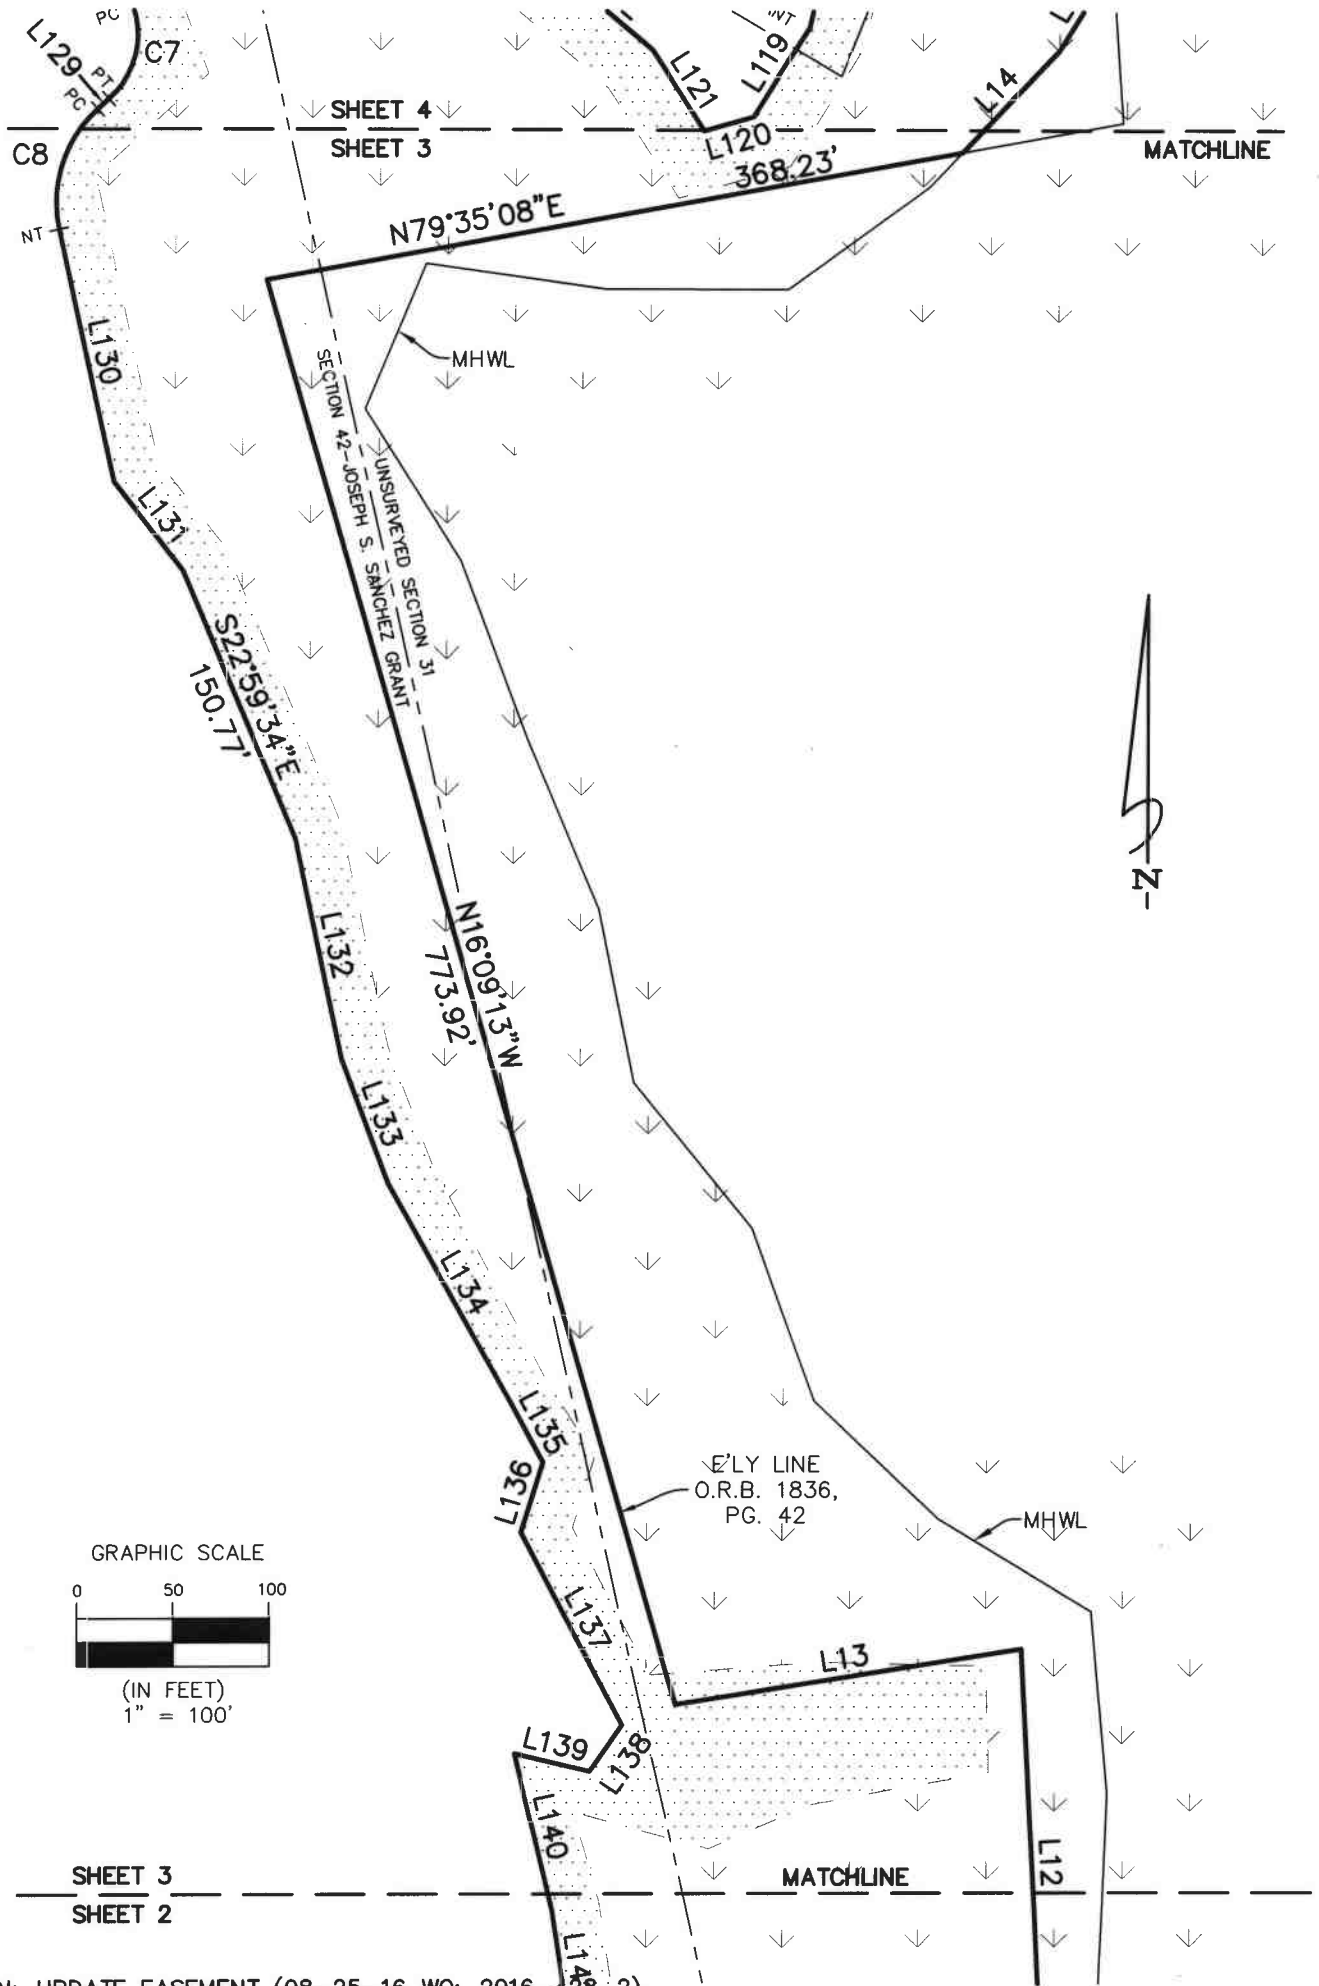 PC
L129
C7
PT
PC
L121
L119
INT
L14
SHEET 4
C8
SHEET 3
L120
368.23'
MATCHLINE
N79°35'08"E
NT
L130
MHWL
SECTION 42-JOSEPH S. SANCHEZ GRANT
UNSURVEYED SECTION 31
L131
S22°59'34"E
150.77'
-N-
L132
N16°09'13"W
773.92'
L133
L134
L135
L136
E'LY LINE
O.R.B. 1836,
PG. 42
MHWL
GRAPHIC SCALE
0 50 100
(IN FEET)
1" = 100'
L137
L13
L139
L138
L140
L12
SHEET 3
MATCHLINE
SHEET 2
UPDATE EASEMENT (08-25-16 WO: